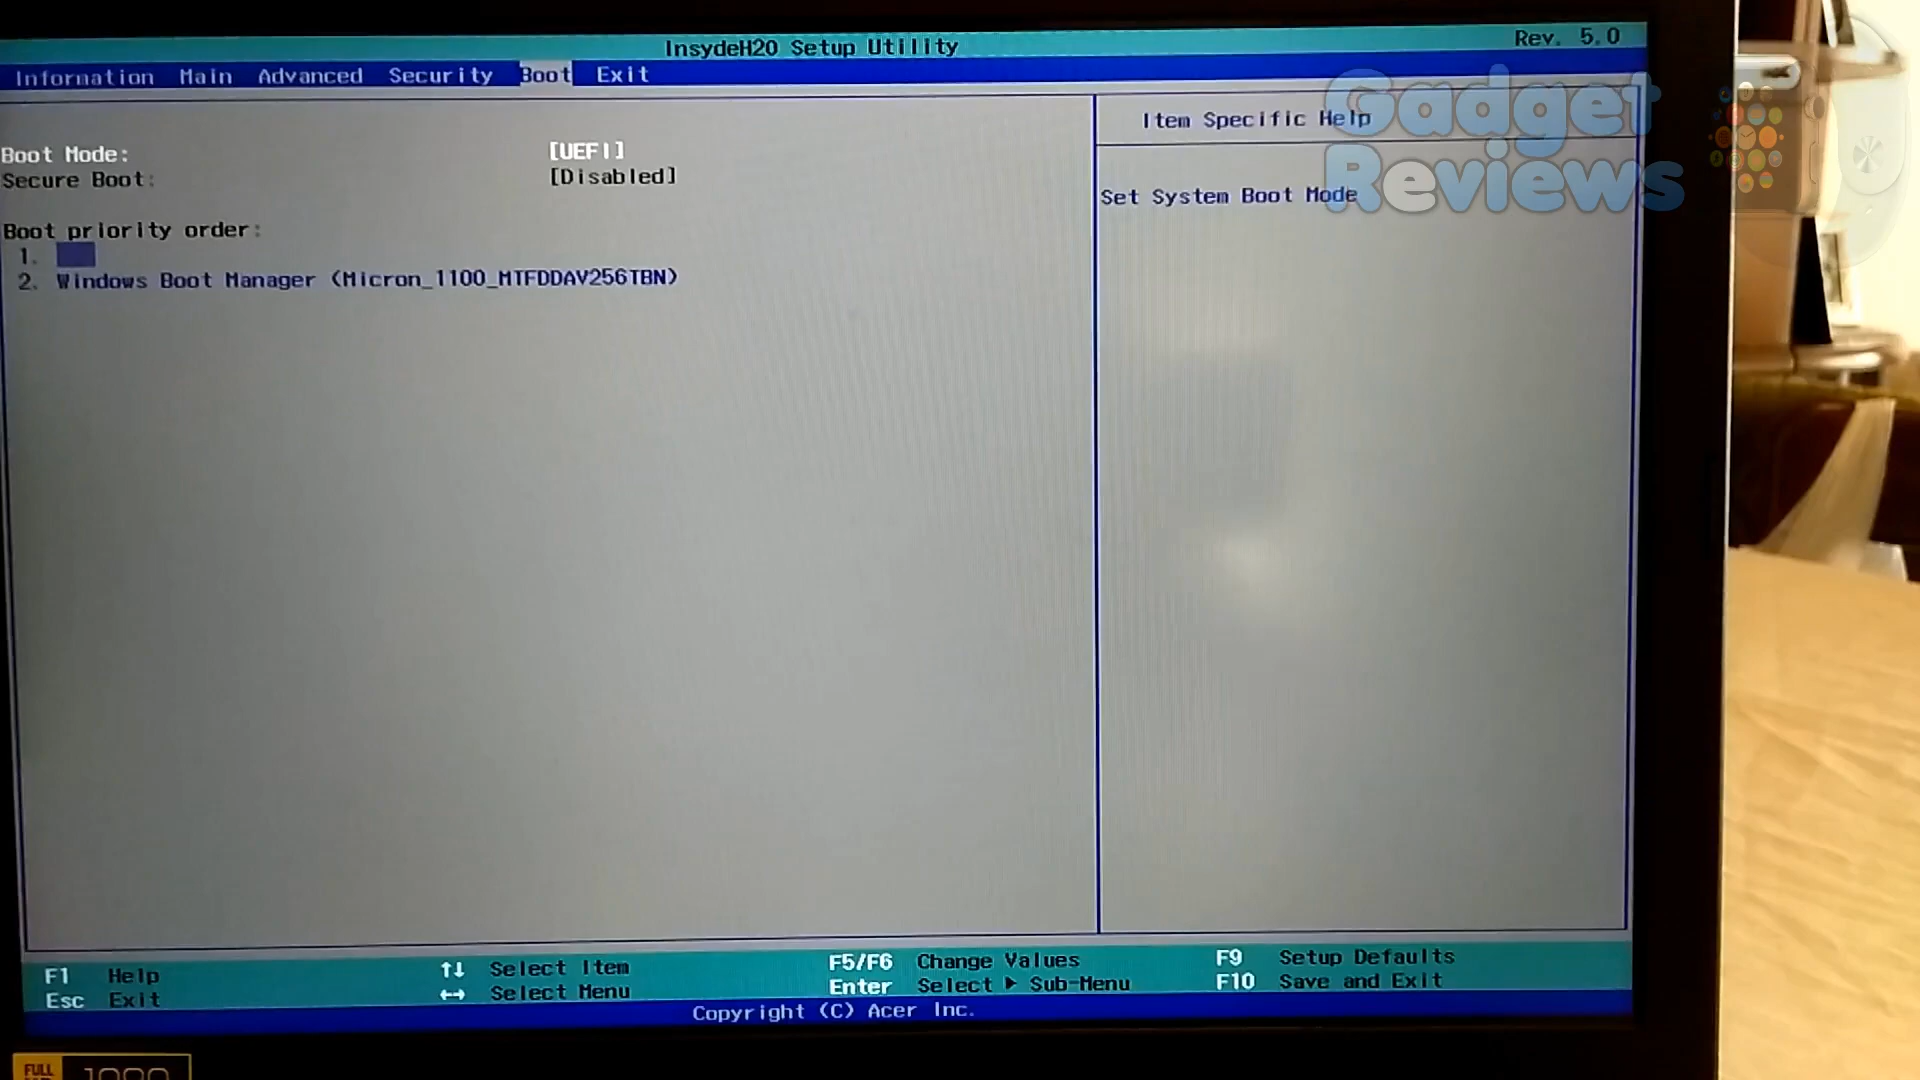 InsydeH20 Setup Utility
Rev. 5.0
Information Main Advanced Security Boot Exit
Boot Mode: [UEFI]
Secure Boot: [Disabled]
Boot priority order:
1.
2. Windows Boot Manager (Micron_1100_MTFDDAV256TBN)
Item Specific Help
Set System Boot Mode
Gadget
Reviews
F1 Help ↑↓ Select Item F5/F6 Change Values F9 Setup Defaults
Esc Exit ↔ Select Menu Enter Select ▶ Sub-Menu F10 Save and Exit
Copyright (C) Acer Inc.
FULL
1080